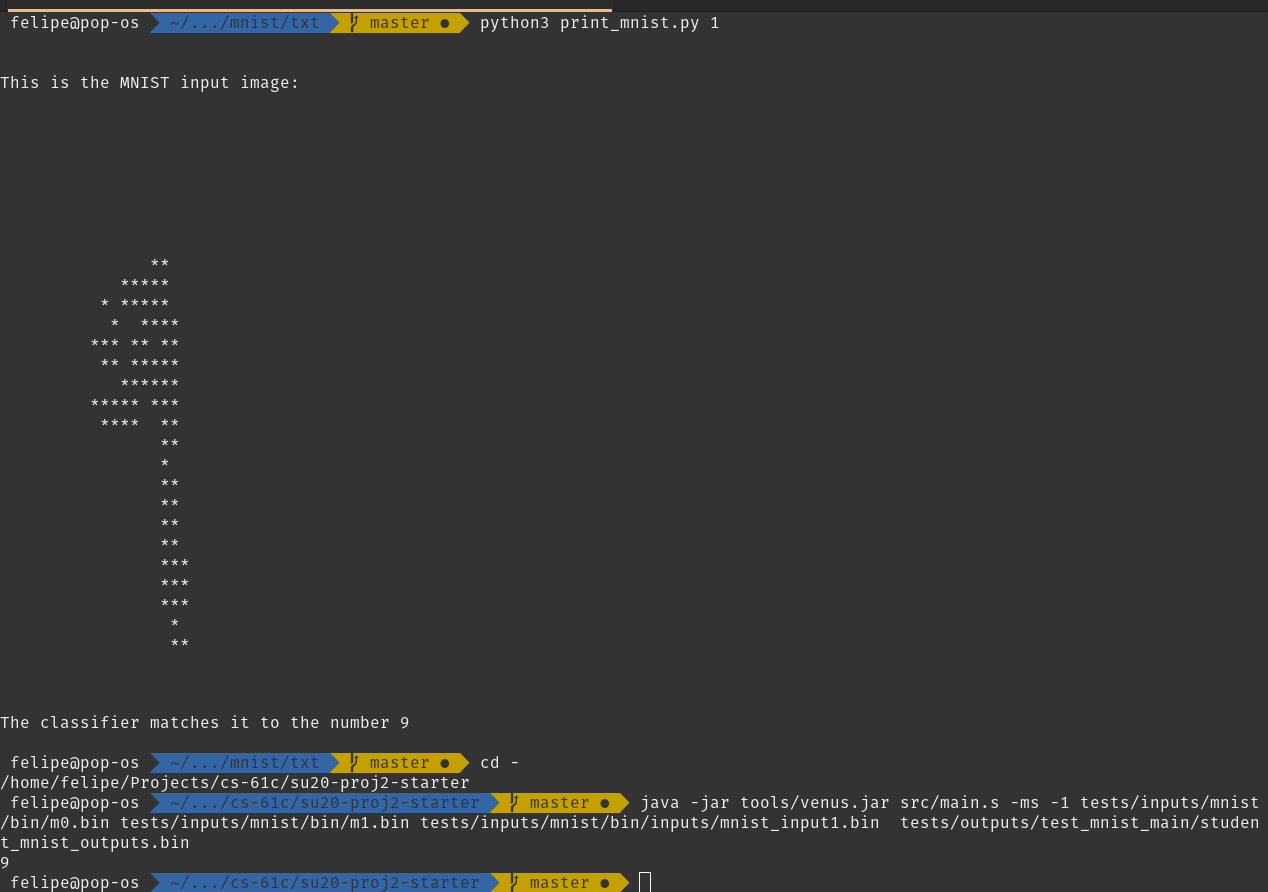 felipe@pop-os ~/.../mnist/txt master ● python3 print_mnist.py 1
This is the MNIST input image:
               **
            *****
          * *****
           *  ****
         *** ** **
          ** *****
            ******
         ***** ***
          ****  **
                **
                *
                **
                **
                **
                **
                ***
                ***
                ***
                 *
                 **
The classifier matches it to the number 9
felipe@pop-os ~/.../mnist/txt master ● cd -
/home/felipe/Projects/cs-61c/su20-proj2-starter
felipe@pop-os ~/.../cs-61c/su20-proj2-starter master ● java -jar tools/venus.jar src/main.s -ms -1 tests/inputs/mnist
/bin/m0.bin tests/inputs/mnist/bin/m1.bin tests/inputs/mnist/bin/inputs/mnist_input1.bin  tests/outputs/test_mnist_main/studen
t_mnist_outputs.bin
9
felipe@pop-os ~/.../cs-61c/su20-proj2-starter master ●